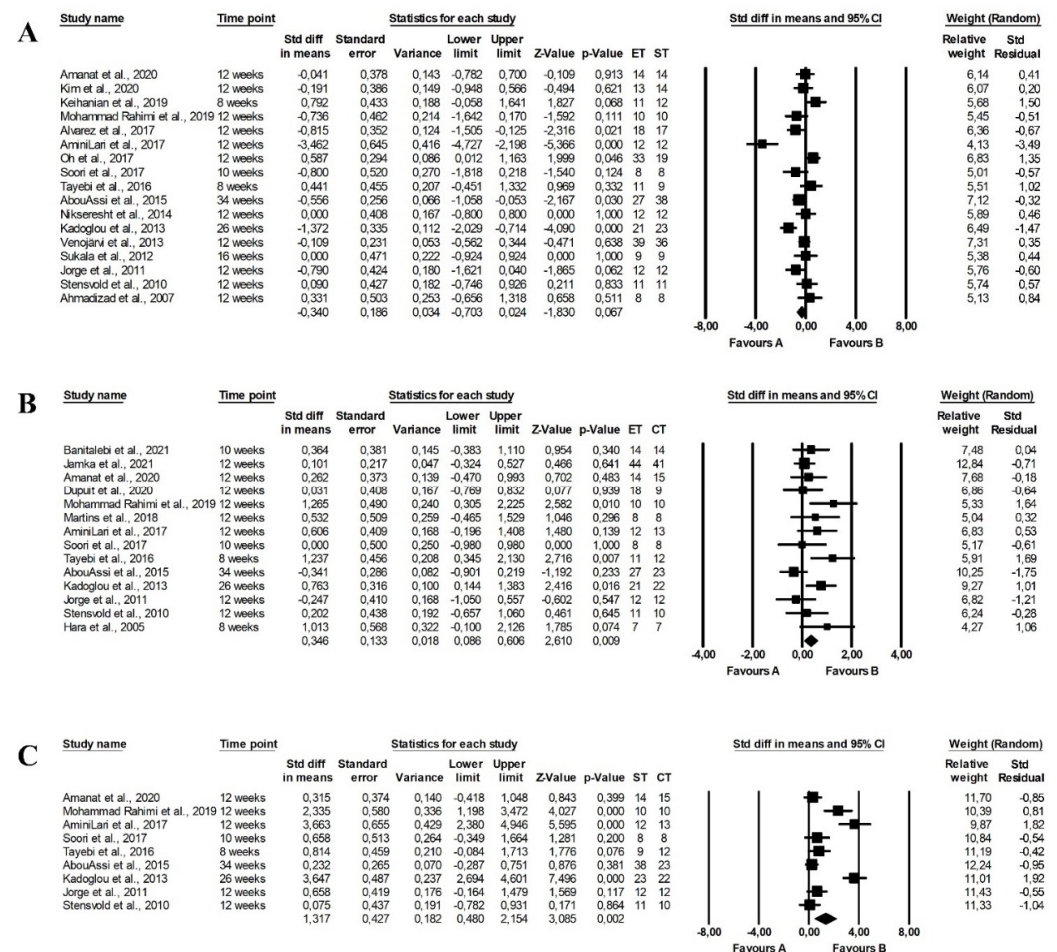 A
Study name Time point Statistics for each study Std diff in means and 95% CI Weight (Random)
Std diff Standard Lower Upper Relative Std
in means error Variance limit limit Z-Value p-Value ET ST weight Residual
Amanat et al., 2020 12 weeks -0,041 0,378 0,143 -0,782 0,700 -0,109 0,913 14 14 6,14 0,41
Kim et al., 2020 12 weeks -0,191 0,386 0,149 -0,948 0,566 -0,494 0,621 13 14 6,07 0,20
Keihanian et al., 2019 8 weeks 0,792 0,433 0,188 -0,058 1,641 1,827 0,068 11 12 5,68 1,50
Mohammad Rahimi et al., 2019 12 weeks -0,736 0,462 0,214 -1,642 0,170 -1,592 0,111 10 10 5,45 -0,51
Alvarez et al., 2017 12 weeks -0,815 0,352 0,124 -1,505 -0,125 -2,316 0,021 18 17 6,36 -0,67
AminiLari et al., 2017 12 weeks -3,462 0,645 0,416 -4,727 -2,198 -5,366 0,000 12 12 4,13 -3,49
Oh et al., 2017 12 weeks 0,587 0,294 0,086 0,012 1,163 1,999 0,046 33 19 6,83 1,35
Soori et al., 2017 10 weeks -0,800 0,520 0,270 -1,818 0,218 -1,540 0,124 8 8 5,01 -0,57
Tayebi et al., 2016 8 weeks 0,441 0,455 0,207 -0,451 1,332 0,969 0,332 11 9 5,51 1,02
AbouAssi et al., 2015 34 weeks -0,556 0,256 0,066 -1,058 -0,053 -2,167 0,030 27 38 7,12 -0,32
Nikseresht et al., 2014 12 weeks 0,000 0,408 0,167 -0,800 0,800 0,000 1,000 12 12 5,89 0,46
Kadoglou et al., 2013 26 weeks -1,372 0,335 0,112 -2,029 -0,714 -4,090 0,000 21 23 6,49 -1,47
Venojärvi et al., 2013 12 weeks -0,109 0,231 0,053 -0,562 0,344 -0,471 0,638 39 36 7,31 0,35
Sukala et al., 2012 16 weeks 0,000 0,471 0,222 -0,924 0,924 0,000 1,000 9 9 5,38 0,44
Jorge et al., 2011 12 weeks -0,790 0,424 0,180 -1,621 0,040 -1,865 0,062 12 12 5,76 -0,60
Stensvold et al., 2010 12 weeks 0,090 0,427 0,182 -0,746 0,926 0,211 0,833 11 11 5,74 0,57
Ahmadizad et al., 2007 12 weeks 0,331 0,503 0,253 -0,656 1,318 0,658 0,511 8 8 5,13 0,84
-0,340 0,186 0,034 -0,703 0,024 -1,830 0,067
-8,00 -4,00 0,00 4,00 8,00
Favours A Favours B
B
Study name Time point Statistics for each study Std diff in means and 95% CI Weight (Random)
Std diff Standard Lower Upper Relative Std
in means error Variance limit limit Z-Value p-Value ET CT weight Residual
Banitalebi et al., 2021 10 weeks 0,364 0,381 0,145 -0,383 1,110 0,954 0,340 14 14 7,48 0,04
Jamka et al., 2021 12 weeks 0,101 0,217 0,047 -0,324 0,527 0,466 0,641 44 41 12,84 -0,71
Amanat et al., 2020 12 weeks 0,262 0,373 0,139 -0,470 0,993 0,702 0,483 14 15 7,68 -0,18
Dupuit et al., 2020 12 weeks 0,031 0,408 0,167 -0,769 0,832 0,077 0,939 18 9 6,86 -0,64
Mohammad Rahimi et al., 2019 12 weeks 1,265 0,490 0,240 0,305 2,225 2,582 0,010 10 10 5,33 1,64
Martins et al., 2018 12 weeks 0,532 0,509 0,259 -0,465 1,529 1,046 0,296 8 8 5,04 0,32
AminiLari et al., 2017 12 weeks 0,606 0,409 0,168 -0,196 1,408 1,480 0,139 12 13 6,83 0,53
Soori et al., 2017 10 weeks 0,000 0,500 0,250 -0,980 0,980 0,000 1,000 8 8 5,17 -0,61
Tayebi et al., 2016 8 weeks 1,237 0,456 0,208 0,345 2,130 2,716 0,007 11 12 5,91 1,69
AbouAssi et al., 2015 34 weeks -0,341 0,286 0,082 -0,901 0,219 -1,192 0,233 27 23 10,25 -1,75
Kadoglou et al., 2013 26 weeks 0,763 0,316 0,100 0,144 1,383 2,416 0,016 21 22 9,27 1,01
Jorge et al., 2011 12 weeks -0,247 0,410 0,168 -1,050 0,557 -0,602 0,547 12 12 6,82 -1,21
Stensvold et al., 2010 12 weeks 0,202 0,438 0,192 -0,657 1,060 0,461 0,645 11 10 6,24 -0,28
Hara et al., 2005 8 weeks 1,013 0,568 0,322 -0,100 2,126 1,785 0,074 7 7 4,27 1,06
0,346 0,133 0,018 0,086 0,606 2,610 0,009
-4,00 -2,00 0,00 2,00 4,00
Favours A Favours B
C
Study name Time point Statistics for each study Std diff in means and 95% CI Weight (Random)
Std diff Standard Lower Upper Relative Std
in means error Variance limit limit Z-Value p-Value ST CT weight Residual
Amanat et al., 2020 12 weeks 0,315 0,374 0,140 -0,418 1,048 0,843 0,399 14 15 11,70 -0,85
Mohammad Rahimi et al., 2019 12 weeks 2,335 0,580 0,336 1,198 3,472 4,027 0,000 10 10 10,39 0,81
AminiLari et al., 2017 12 weeks 3,663 0,655 0,429 2,380 4,946 5,595 0,000 12 13 9,87 1,82
Soori et al., 2017 10 weeks 0,658 0,513 0,264 -0,349 1,664 1,281 0,200 8 8 10,84 -0,54
Tayebi et al., 2016 8 weeks 0,814 0,459 0,210 -0,084 1,713 1,776 0,076 9 12 11,19 -0,42
AbouAssi et al., 2015 34 weeks 0,232 0,265 0,070 -0,287 0,751 0,876 0,381 38 23 12,24 -0,95
Kadoglou et al., 2013 26 weeks 3,647 0,487 0,237 2,694 4,601 7,496 0,000 23 22 11,01 1,92
Jorge et al., 2011 12 weeks 0,658 0,419 0,176 -0,164 1,479 1,569 0,117 12 12 11,43 -0,55
Stensvold et al., 2010 12 weeks 0,075 0,437 0,191 -0,782 0,931 0,171 0,864 11 10 11,33 -1,04
1,317 0,427 0,182 0,480 2,154 3,085 0,002
-8,00 -4,00 0,00 4,00 8,00
Favours A Favours B